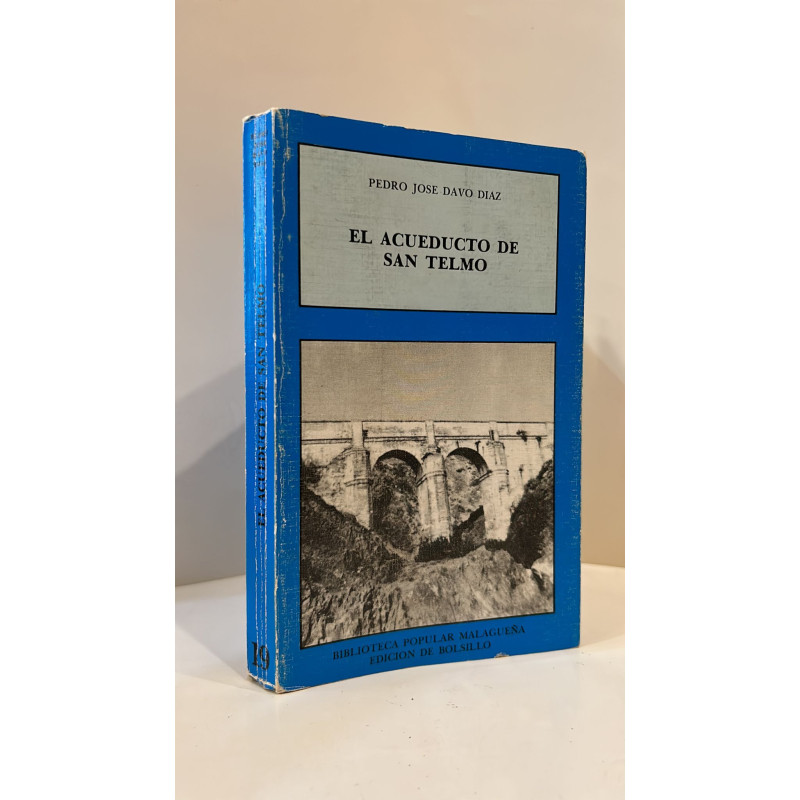 PEDRO JOSE DAVO DIAZ
EL ACUEDUCTO DE
SAN TELMO
BIBLIOTECA POPULAR MALAGUEÑA
EDICION DE BOLSILLO
EL ACUEDUCTO DE SAN TELMO
19